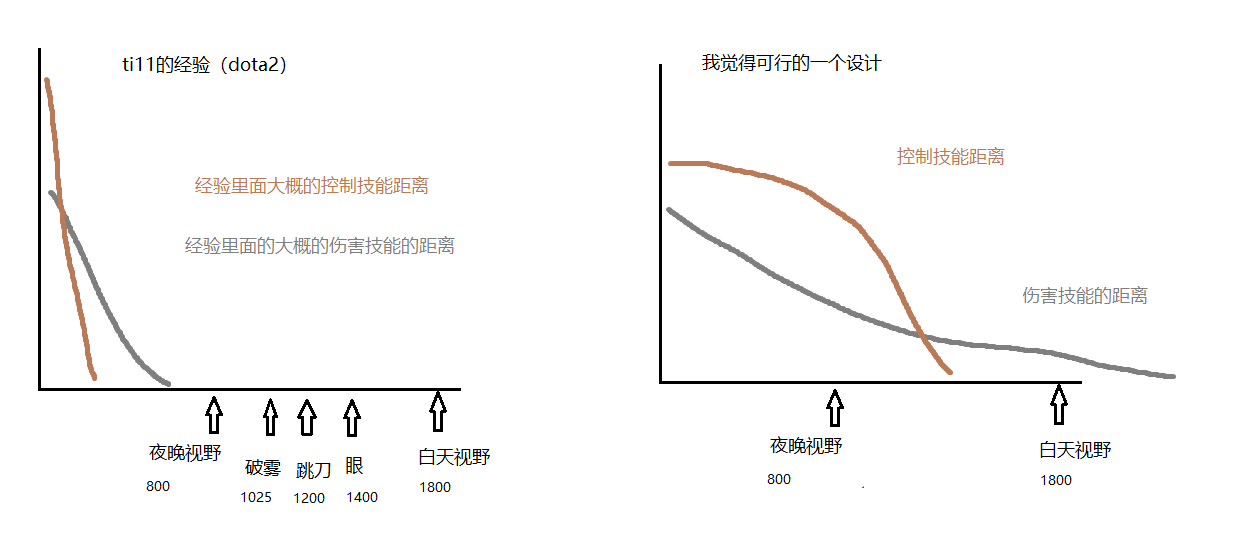 ti11的经验（dota2）
经验里面大概的控制技能距离
经验里面的大概的伤害技能的距离
夜晚视野
破雾
跳刀
眼
白天视野
800
1025
1200
1400
1800
我觉得可行的一个设计
控制技能距离
伤害技能的距离
夜晚视野
白天视野
800
1800